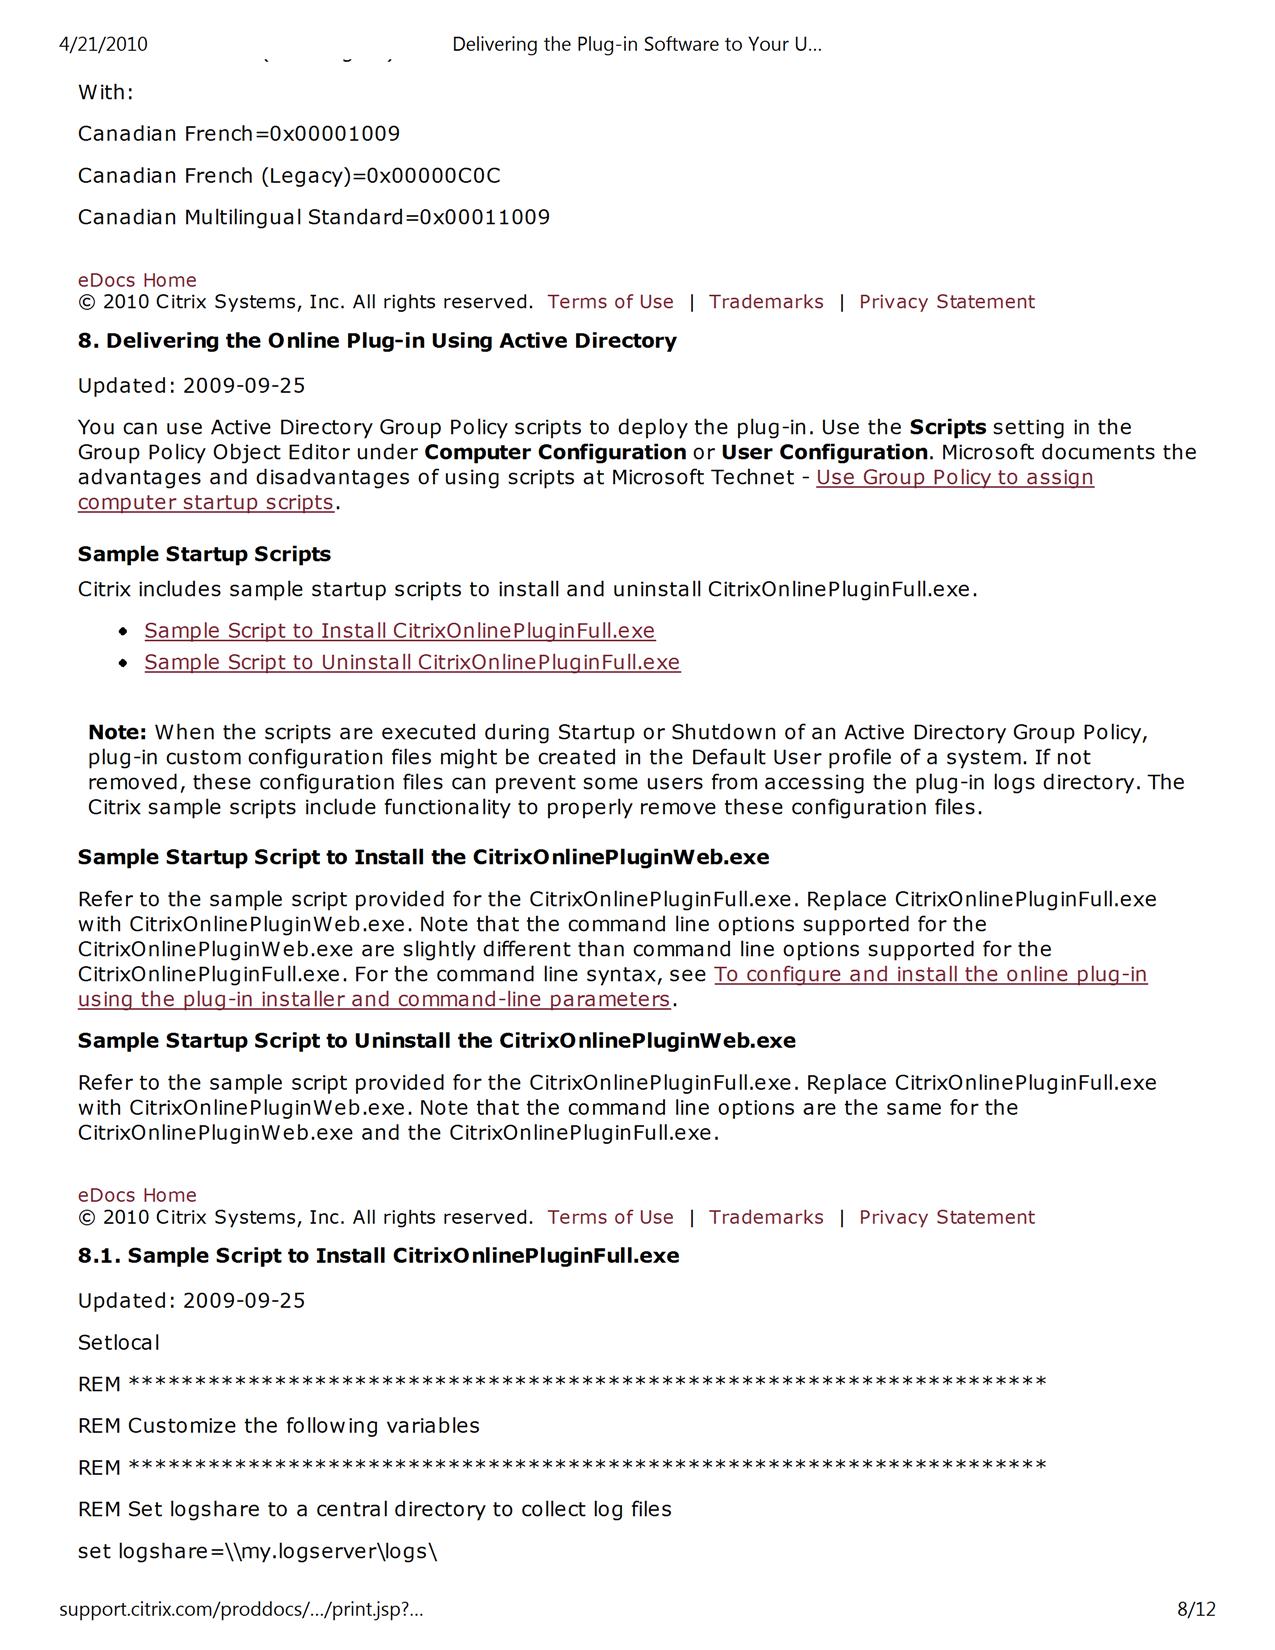 4/21/2010
Delivering the Plug-in Software to Your U...
With:
Canadian French=0x00001009
Canadian French (Legacy)=0x00000C0C
Canadian Multilingual Standard=0x00011009
eDocs Home
© 2010 Citrix Systems, Inc. All rights reserved. Terms of Use | Trademarks | Privacy Statement
8. Delivering the Online Plug-in Using Active Directory
Updated: 2009-09-25
You can use Active Directory Group Policy scripts to deploy the plug-in. Use the Scripts setting in the
Group Policy Object Editor under Computer Configuration or User Configuration. Microsoft documents the
advantages and disadvantages of using scripts at Microsoft Technet - Use Group Policy to assign
computer startup scripts.
Sample Startup Scripts
Citrix includes sample startup scripts to install and uninstall CitrixOnlinePluginFull.exe.
• Sample Script to Install CitrixOnlinePluginFull.exe
• Sample Script to Uninstall CitrixOnlinePluginFull.exe
Note: When the scripts are executed during Startup or Shutdown of an Active Directory Group Policy,
plug-in custom configuration files might be created in the Default User profile of a system. If not
removed, these configuration files can prevent some users from accessing the plug-in logs directory. The
Citrix sample scripts include functionality to properly remove these configuration files.
Sample Startup Script to Install the CitrixOnlinePluginWeb.exe
Refer to the sample script provided for the CitrixOnlinePluginFull.exe. Replace CitrixOnlinePluginFull.exe
with CitrixOnlinePluginWeb.exe. Note that the command line options supported for the
CitrixOnlinePluginWeb.exe are slightly different than command line options supported for the
CitrixOnlinePluginFull.exe. For the command line syntax, see To configure and install the online plug-in
using the plug-in installer and command-line parameters.
Sample Startup Script to Uninstall the CitrixOnlinePluginWeb.exe
Refer to the sample script provided for the CitrixOnlinePluginFull.exe. Replace CitrixOnlinePluginFull.exe
with CitrixOnlinePluginWeb.exe. Note that the command line options are the same for the
CitrixOnlinePluginWeb.exe and the CitrixOnlinePluginFull.exe.
eDocs Home
© 2010 Citrix Systems, Inc. All rights reserved. Terms of Use | Trademarks | Privacy Statement
8.1. Sample Script to Install CitrixOnlinePluginFull.exe
Updated: 2009-09-25
Setlocal
REM **********************************************************************
REM Customize the following variables
REM **********************************************************************
REM Set logshare to a central directory to collect log files
set logshare=\\my.logserver\logs\
support.citrix.com/proddocs/.../print.jsp?...
8/12